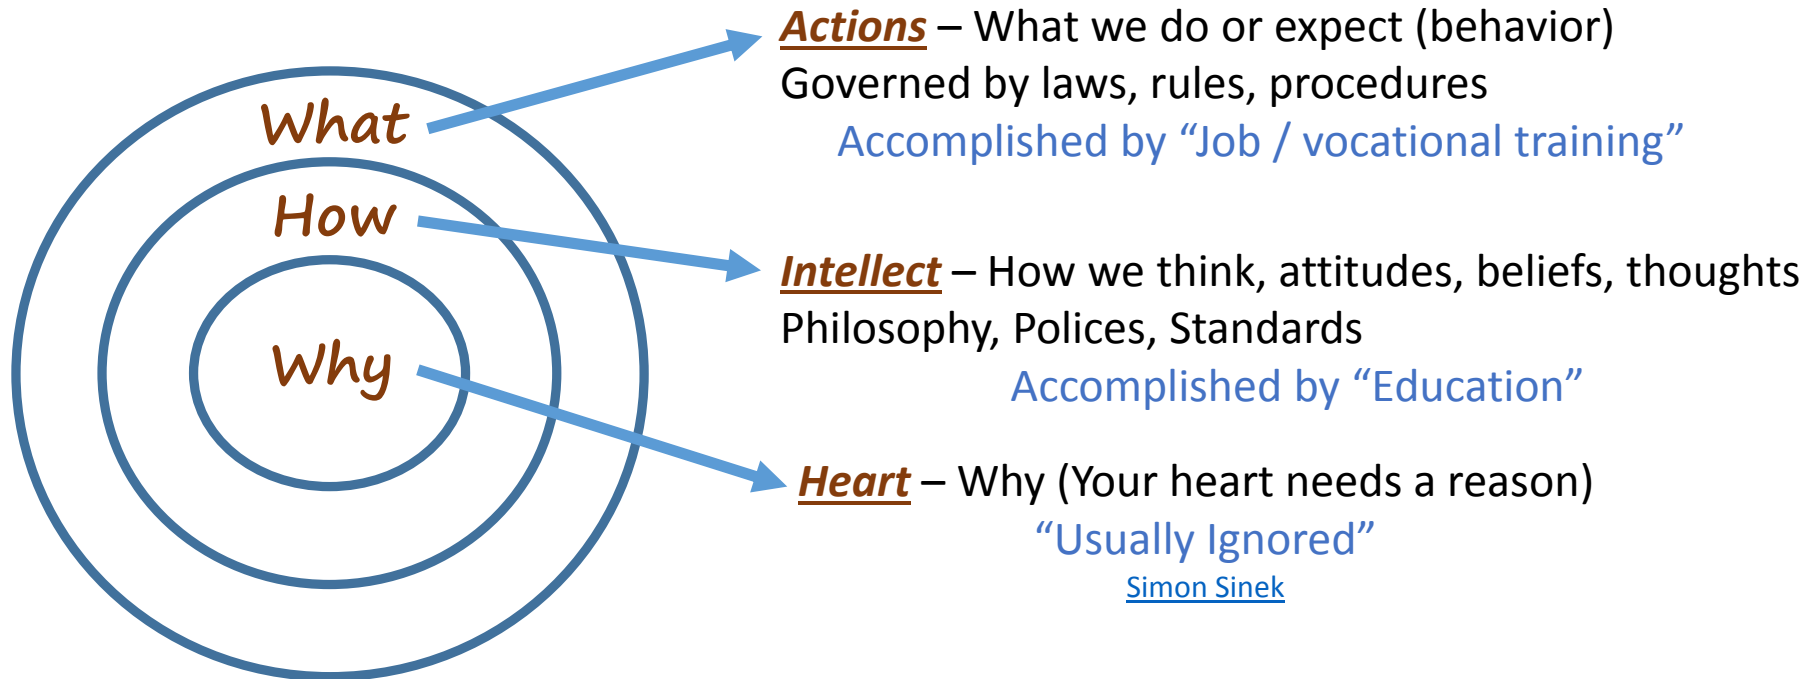 What
How
Why
Actions – What we do or expect (behavior)
Governed by laws, rules, procedures
Accomplished by “Job / vocational training”
Intellect – How we think, attitudes, beliefs, thoughts
Philosophy, Polices, Standards
Accomplished by “Education”
Heart – Why (Your heart needs a reason)
“Usually Ignored”
Simon Sinek